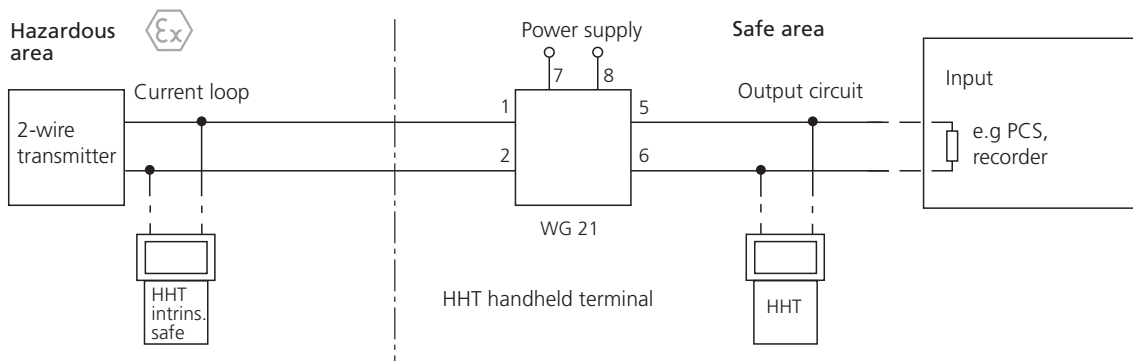 Hazardous
area
Ex
Power supply
Safe area
7
8
Input
Current loop
Output circuit
1
5
2-wire
transmitter
e.g PCS,
recorder
2
6
WG 21
HHT
intrins.
safe
HHT handheld terminal
HHT